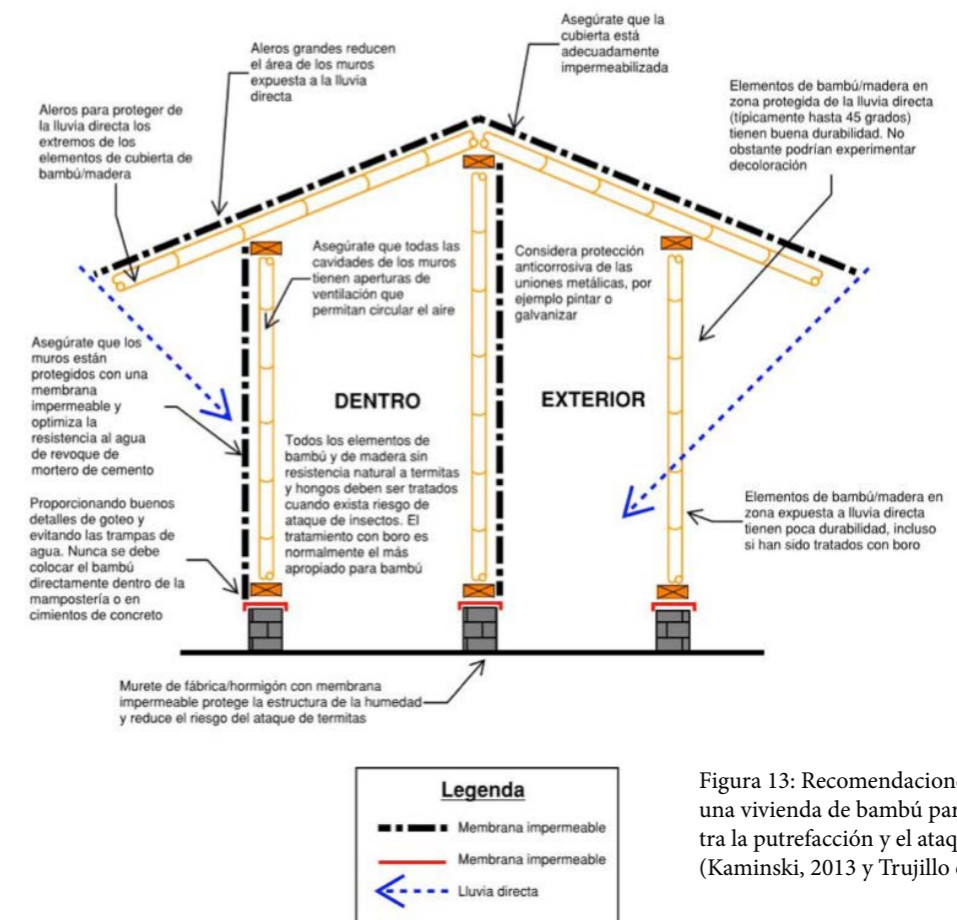 Asegúrate que la
cubierta está
adecuadamente
impermeabilizada
Aleros grandes reducen
el área de los muros
expuesta a la lluvia
directa
Aleros para proteger de
la lluvia directa los
extremos de los
elementos de cubierta de
bambú/madera
Elementos de bambú/madera en
zona protegida de la lluvia directa
(típicamente hasta 45 grados)
tienen buena durabilidad. No
obstante podrían experimentar
decoloración
Asegúrate que todas las
cavidades de los muros
tienen aperturas de
ventilación que
permitan circular el aire
Considera protección
anticorrosiva de las
uniones metálicas, por
ejemplo pintar o
galvanizar
Asegúrate que los
muros están
protegidos con una
membrana
impermeable y
optimiza la
resistencia al agua
de revoque de
mortero de cemento
DENTRO
EXTERIOR
Todos los elementos de
bambú y de madera sin
resistencia natural a termitas
y hongos deben ser tratados
cuando exista riesgo de
ataque de insectos. El
tratamiento con boro es
normalmente el más
apropiado para bambú
Proporcionando buenos
detalles de goteo y
evitando las trampas de
agua. Nunca se debe
colocar el bambú
directamente dentro de la
mampostería o en
cimientos de concreto
Elementos de bambú/madera en
zona expuesta a lluvia directa
tienen poca durabilidad, incluso
si han sido tratados con boro
Murete de fábrica/hormigón con membrana
impermeable protege la estructura de la humedad
y reduce el riesgo del ataque de termitas
Legenda
Membrana impermeable
Membrana impermeable
Lluvia directa
Figura 13: Recomendacion
una vivienda de bambú par
tra la putrefacción y el ataq
(Kaminski, 2013 y Trujillo